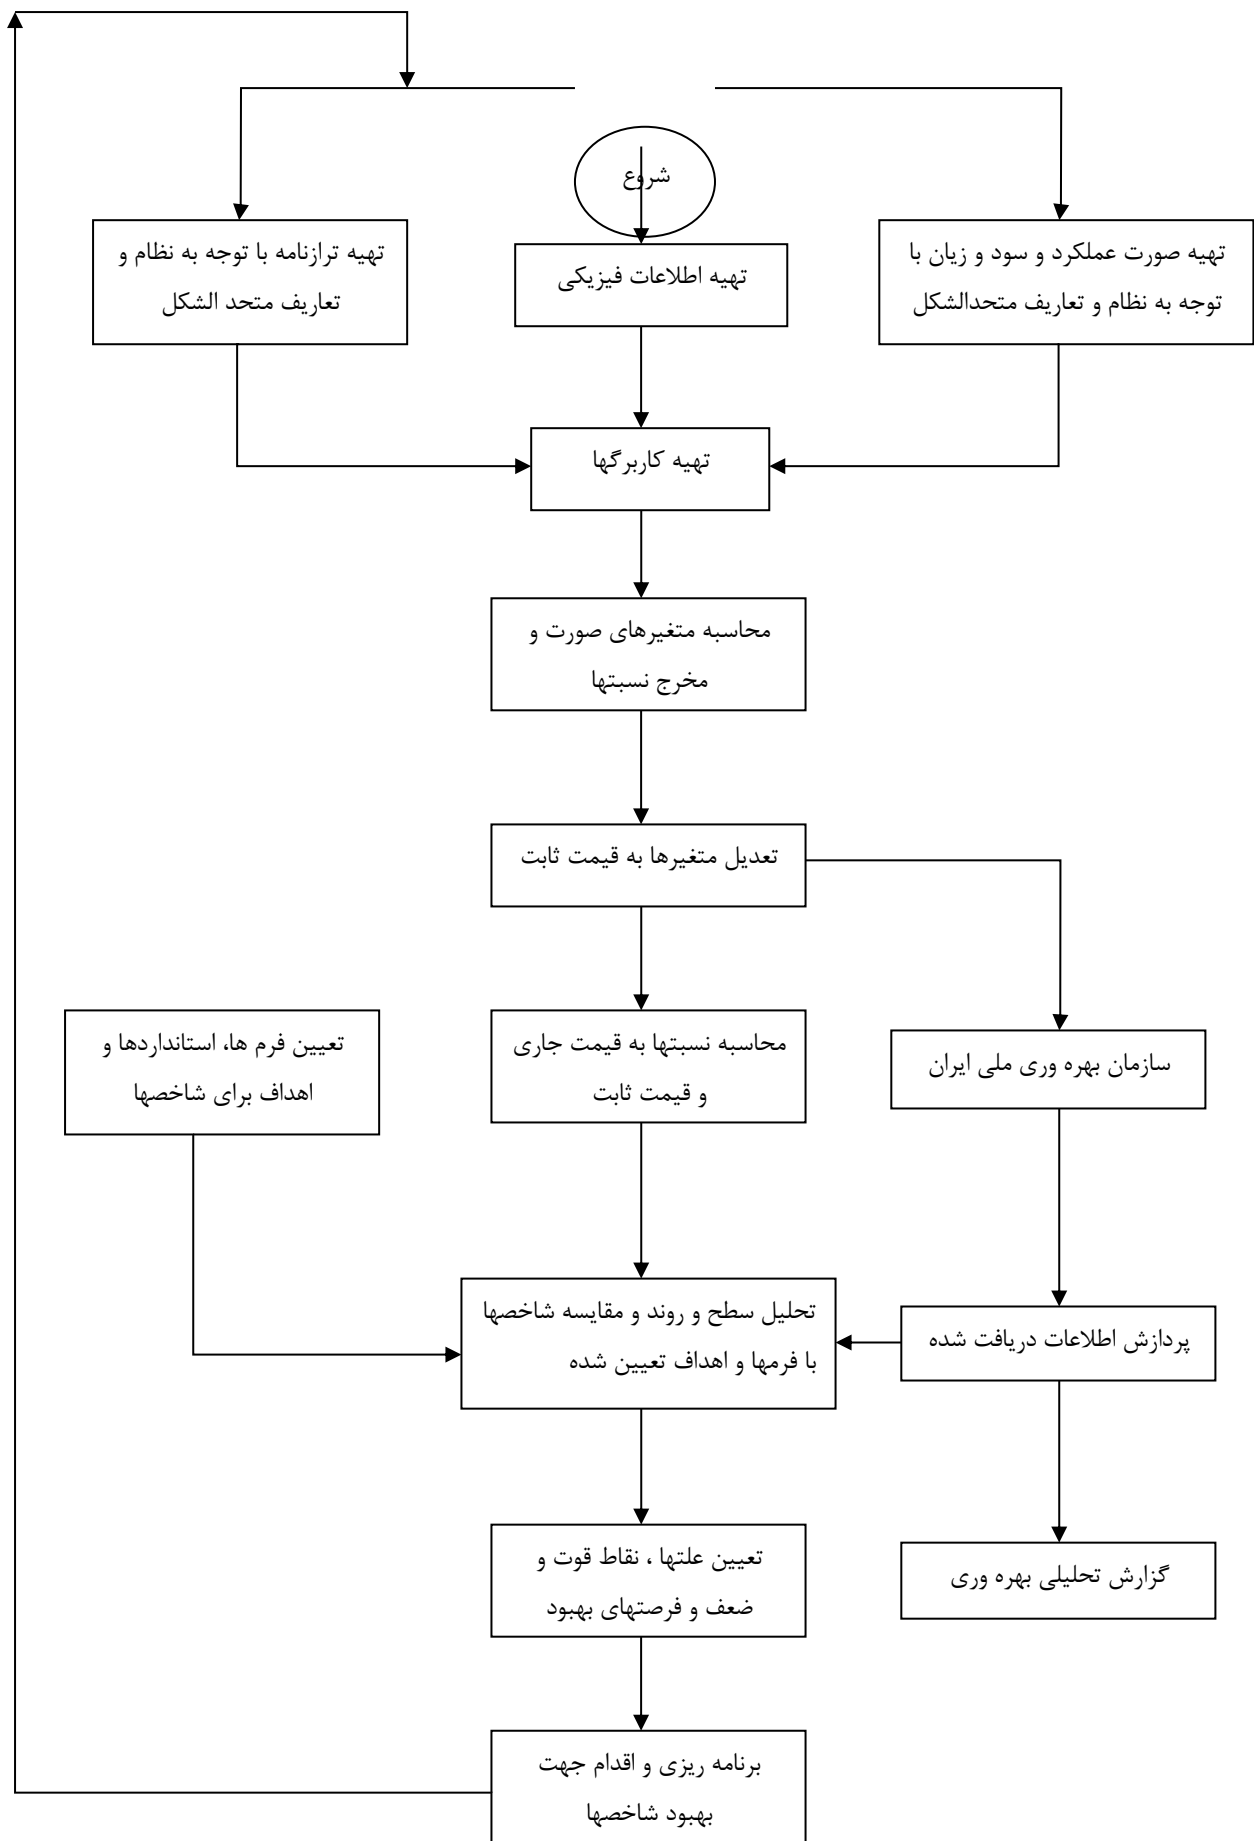 شروع
تهیه صورت عملکرد و سود و زیان با
توجه به نظام و تعاریف متحدالشکل
تهیه اطلاعات فیزیکی
تهیه ترازنامه با توجه به نظام و
تعاریف متحد الشکل
تهیه کاربرگها
محاسبه متغیرهای صورت و
مخرج نسبتها
تعدیل متغیرها به قیمت ثابت
سازمان بهره وری ملی ایران
محاسبه نسبتها به قیمت جاری
و قیمت ثابت
تعیین فرم ها، استانداردها و
اهداف برای شاخصها
پردازش اطلاعات دریافت شده
تحلیل سطح و روند و مقایسه شاخصها
با فرمها و اهداف تعیین شده
گزارش تحلیلی بهره وری
تعیین علتها ، نقاط قوت و
ضعف و فرصتهای بهبود
برنامه ریزی و اقدام جهت
بهبود شاخصها